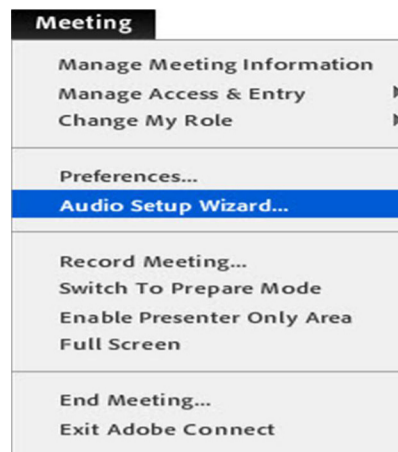 Meeting
Manage Meeting Information
Manage Access & Entry
Change My Role
Preferences...
Audio Setup Wizard...
Record Meeting...
Switch To Prepare Mode
Enable Presenter Only Area
Full Screen
End Meeting...
Exit Adobe Connect